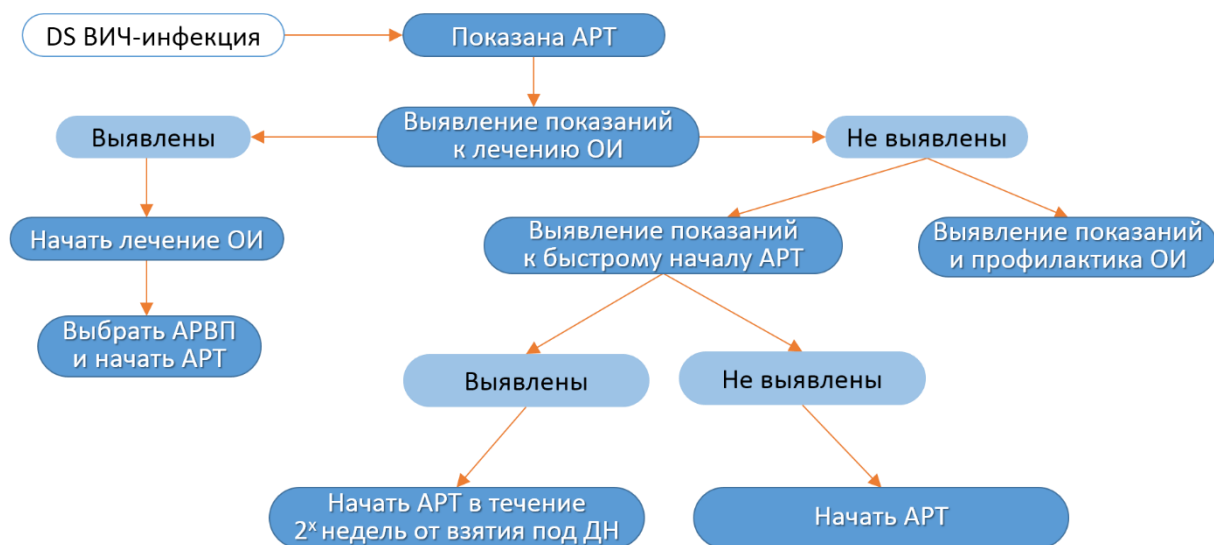 DS ВИЧ-инфекция
Показана АРТ
Выявление показаний
к лечению ОИ
Выявлены
Не выявлены
Начать лечение ОИ
Выявление показаний
к быстрому началу АРТ
Выявление показаний
и профилактика ОИ
Выбрать АРВП
и начать АРТ
Выявлены
Не выявлены
Начать АРТ в течение
2ˣ недель от взятия под ДН
Начать АРТ